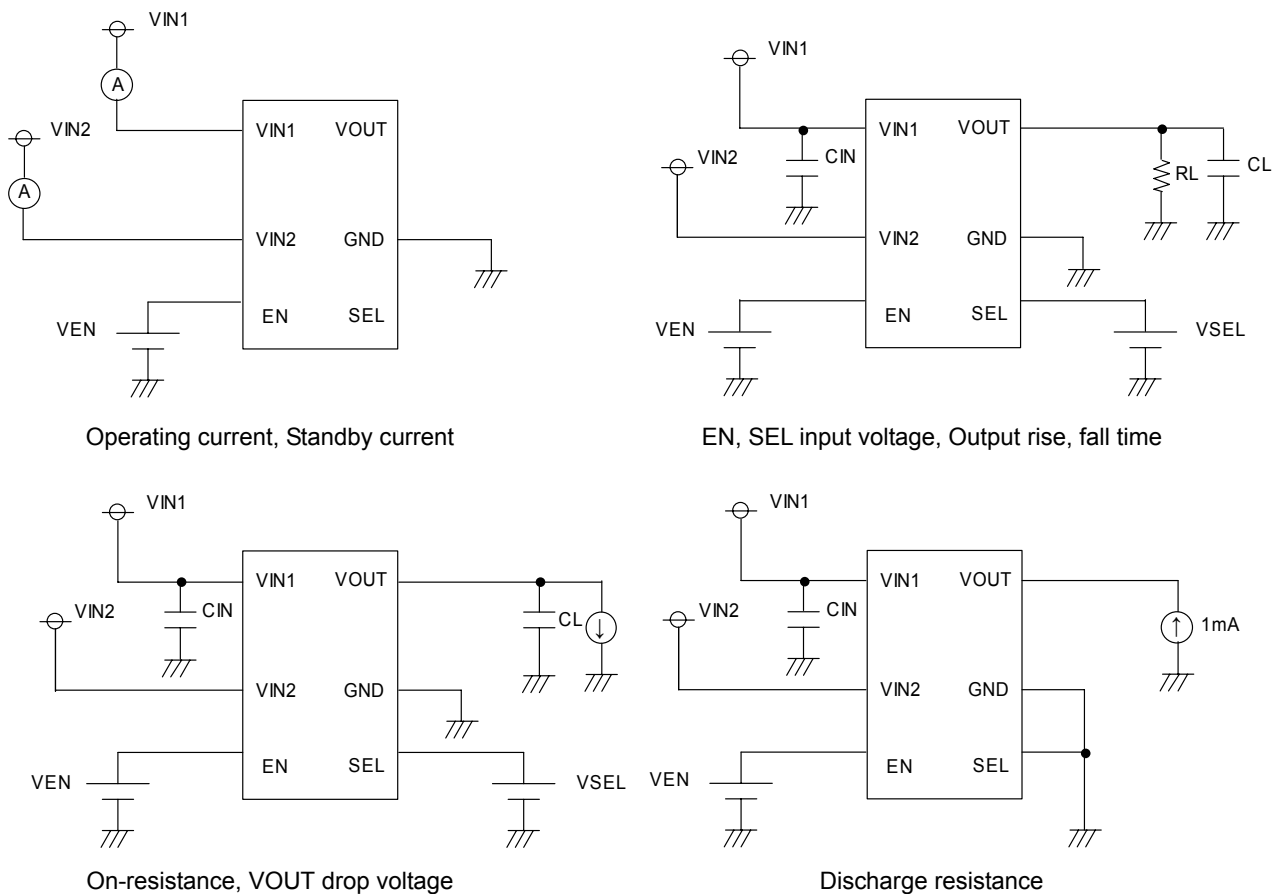 VIN1
A
VIN2
A
VIN1
VOUT
VIN2
GND
EN
SEL
VEN
Operating current, Standby current
VIN1
VIN1
VOUT
VIN2
CIN
RL
CL
VIN2
GND
EN
SEL
VEN
VSEL
EN, SEL input voltage, Output rise, fall time
VIN1
VIN1
VOUT
VIN2
CIN
CL
↓
VIN2
GND
EN
SEL
VEN
VSEL
On-resistance, VOUT drop voltage
VIN1
VIN1
VOUT
VIN2
CIN
↑
1mA
VIN2
GND
EN
SEL
VEN
Discharge resistance